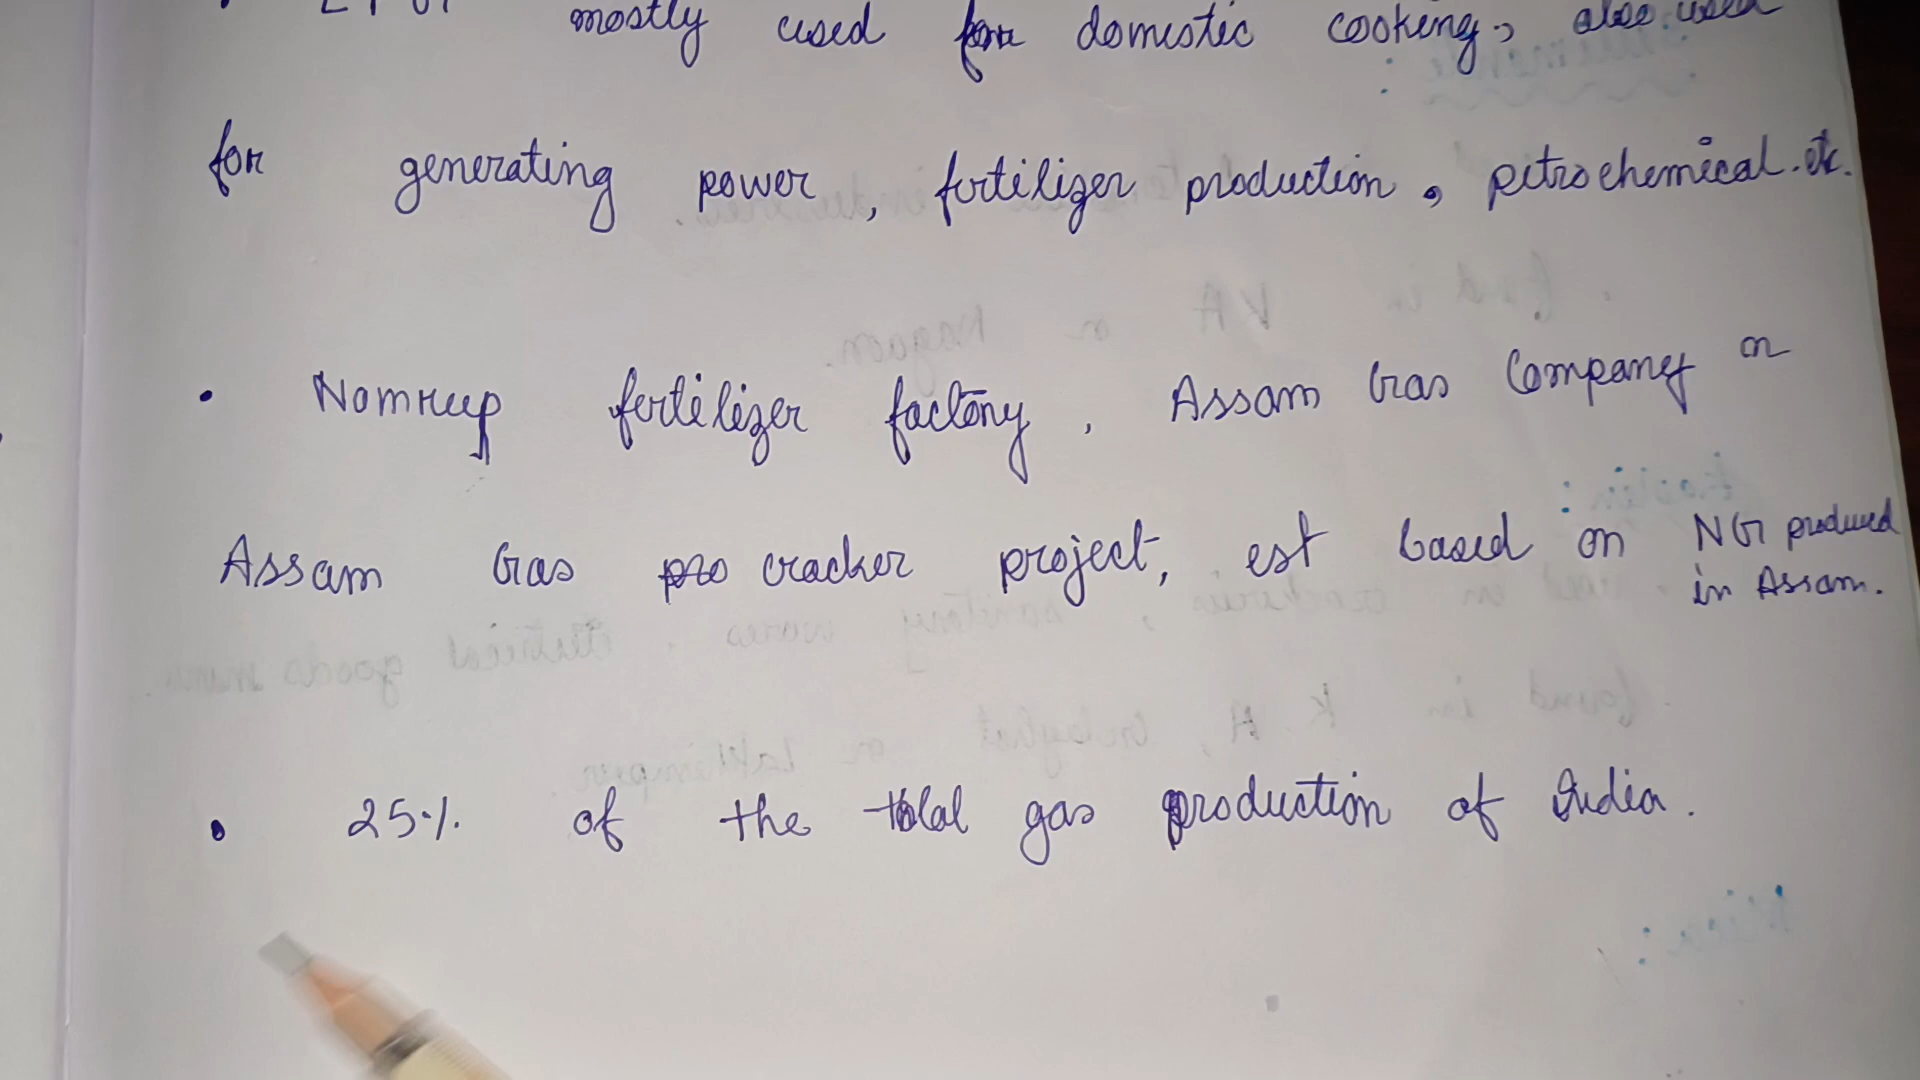 mostly used for domestic cooking, also used
for generating power, fertilizer production, petrochemical. etc.
• Namrup fertilizer factory, Assam Gas Company or
Assam Gas pro cracker project, est based on NG produced
in Assam.
• 25% of the total gas production of India.